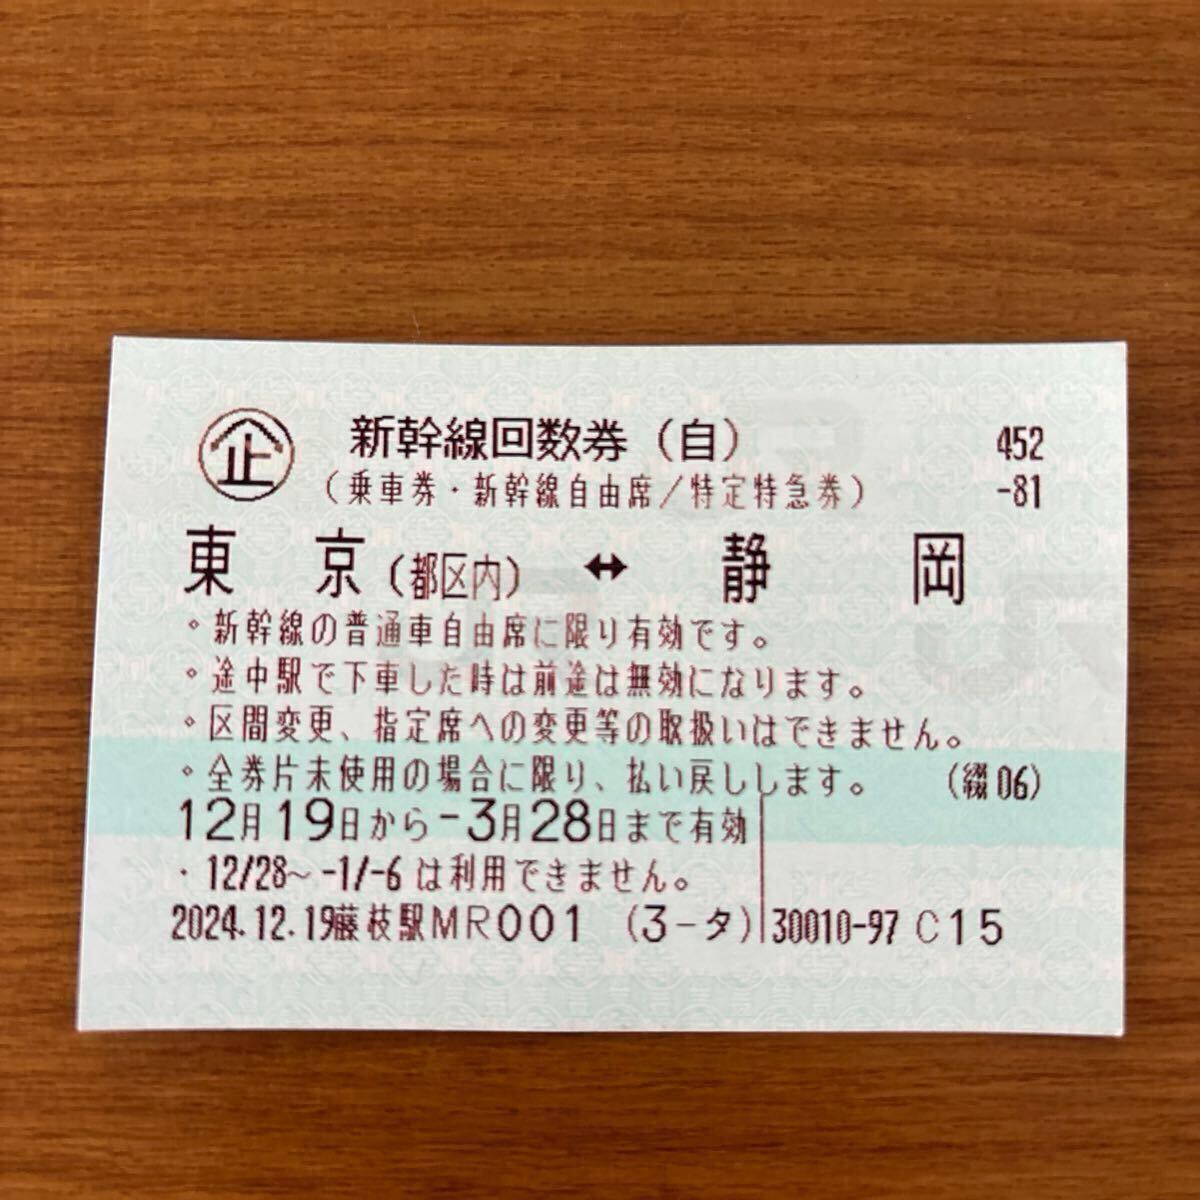 企 新幹線回数券(自) 452
(乗車券・新幹線自由席/特定特急券) -81
東京(都区内) ↔ 静岡
・新幹線の普通車自由席に限り有効です。
・途中駅で下車した時は前途は無効になります。
・区間変更、指定席への変更等の取扱いはできません。
・全券片未使用の場合に限り、払い戻しします。 (綴06)
12月19日から-3月28日まで有効
・12/28〜-1/-6は利用できません。
2024.12.19藤枝駅MR001 (3-タ) 30010-97 C15